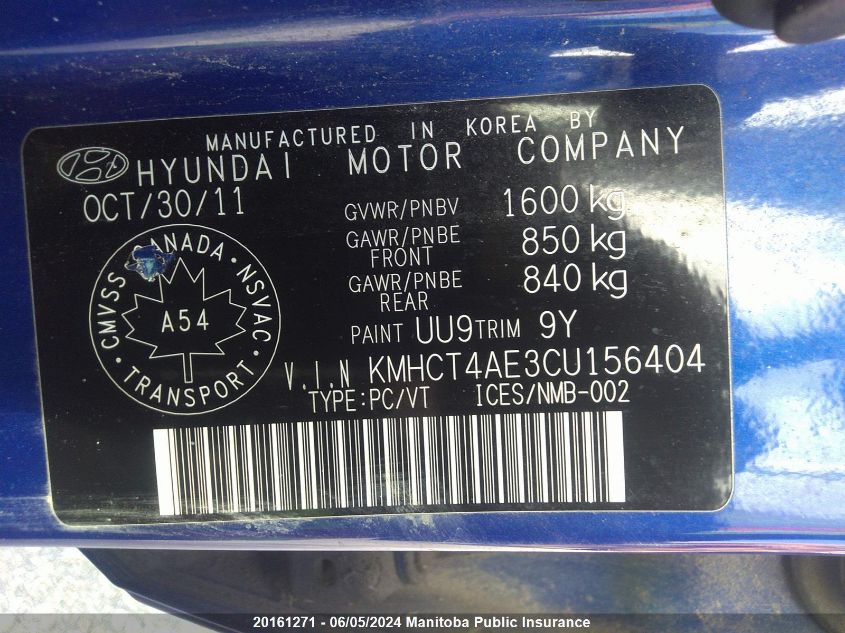 MANUFACTURED IN KOREA BY
HYUNDAI MOTOR COMPANY
OCT/30/11
GVWR/PNBV 1600 kg
GAWR/PNBE FRONT 850 kg
GAWR/PNBE REAR 840 kg
CANADA · NSVAC · TRANSPORT · CMVSS
A54
PAINT UU9 TRIM 9Y
V.I.N KMHCT4AE3CU156404
TYPE:PC/VT ICES/NMB-002
20161271 - 06/05/2024 Manitoba Public Insurance